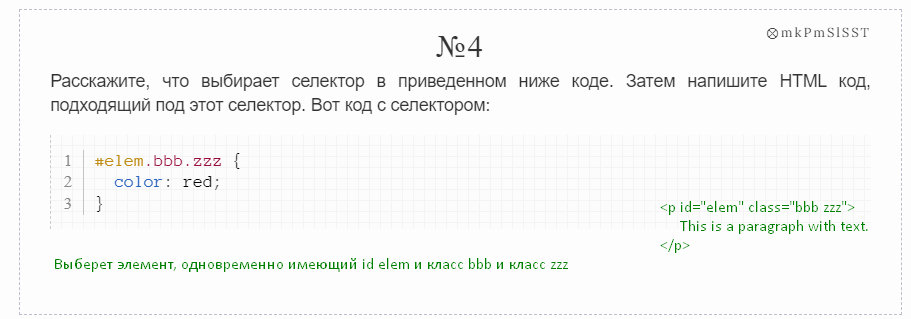 ⊗mkPmSlSST
№4
Расскажите, что выбирает селектор в приведенном ниже коде. Затем напишите HTML код,
подходящий под этот селектор. Вот код с селектором:
1 #elem.bbb.zzz {
2 color: red;
3 }
<p id="elem" class="bbb zzz">
This is a paragraph with text.
</p>
Выберет элемент, одновременно имеющий id elem и класс bbb и класс zzz